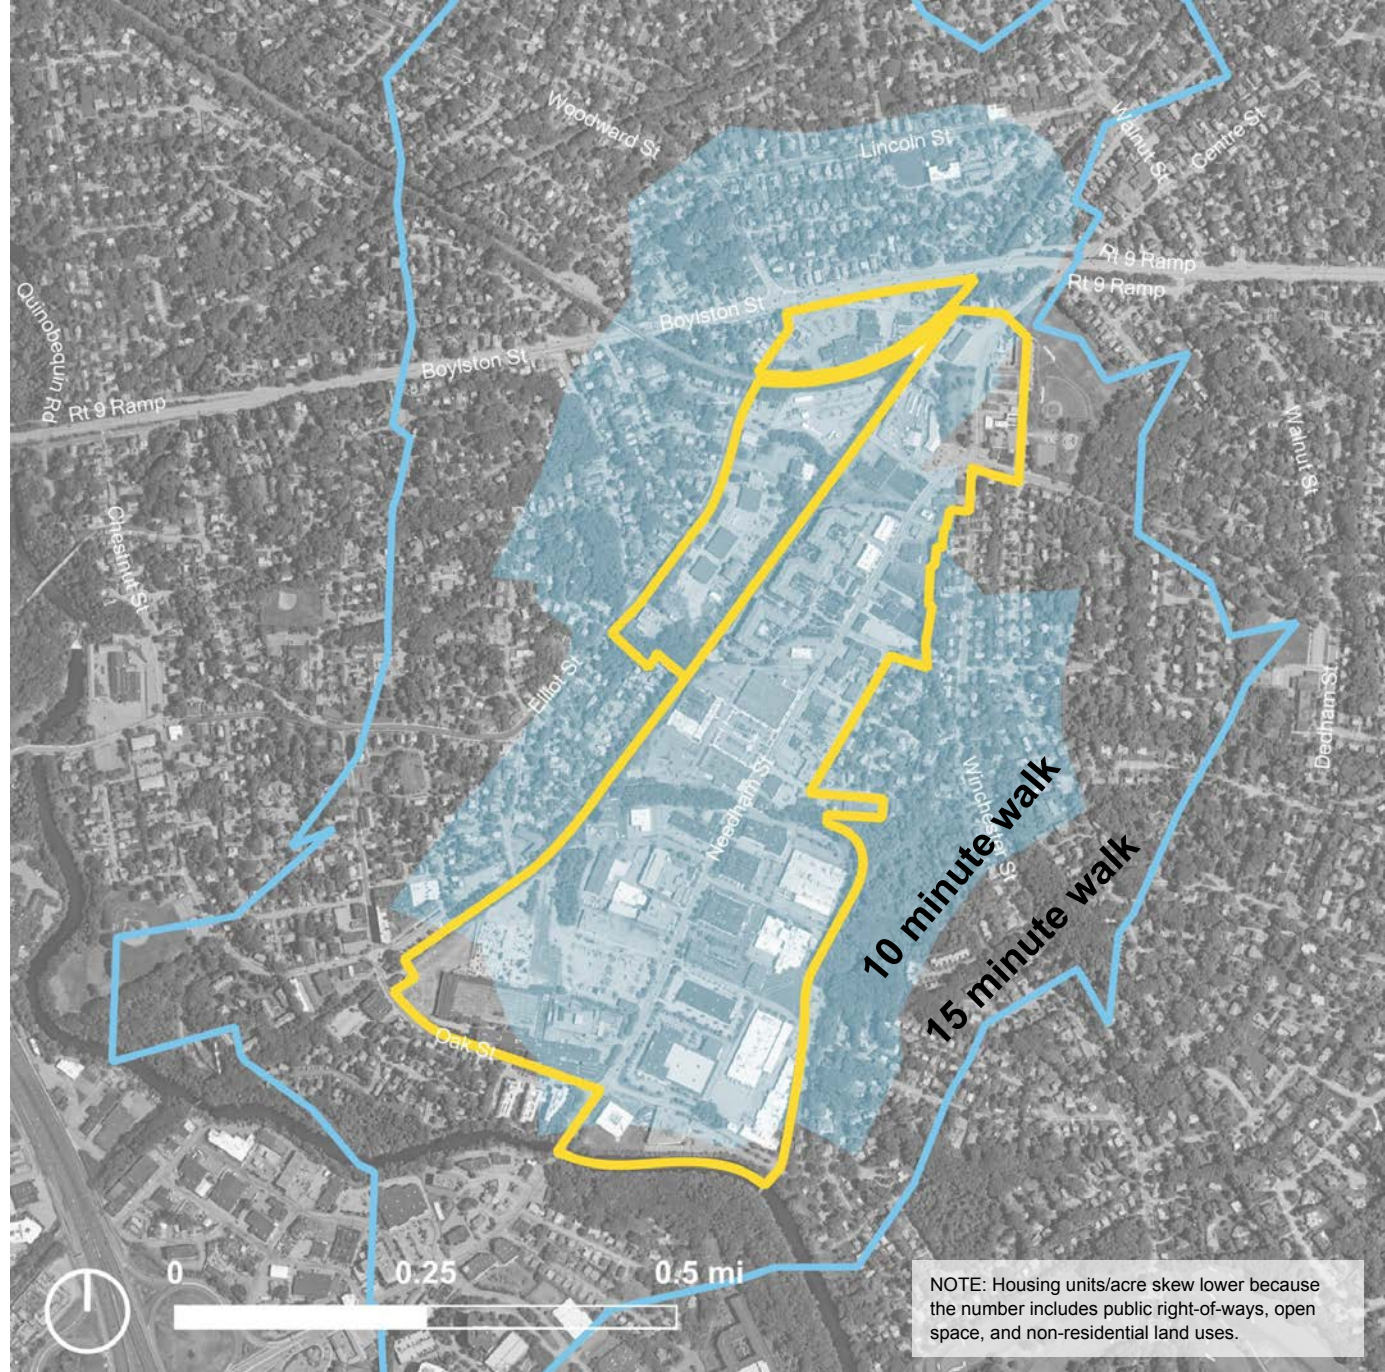 Woodward St
Lincoln St
Walnut St
Centre St
Rt 9 Ramp
Rt 9 Ramp
Quinobequin Rd
Boylston St
Boylston St
Rt 9 Ramp
Walnut St
Chestnut St
Elliot St
Dedham St
Needham St
Winchester St
10 minute walk
15 minute walk
Oak St
0 0.25 0.5 mi
NOTE: Housing units/acre skew lower because
the number includes public right-of-ways, open
space, and non-residential land uses.